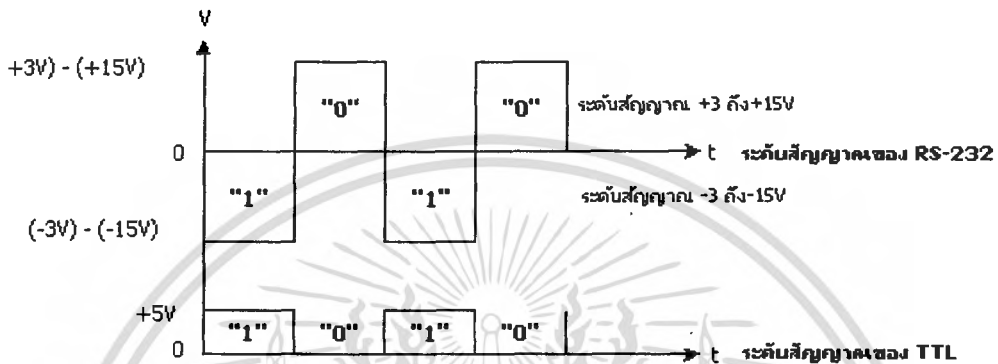 V
+3V) - (+15V)
"0" "0" ระดับสัญญาณ +3 ถึง+15V
0 t ระดับสัญญาณของ RS-232
"1" "1" ระดับสัญญาณ -3 ถึง-15V
(-3V) - (-15V)
+5V
"1" "0" "1" "0"
0 t ระดับสัญญาณของ TTL